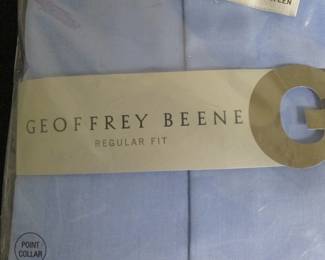 GEOFFREY BEENE
REGULAR FIT
G
POINT
COLLAR